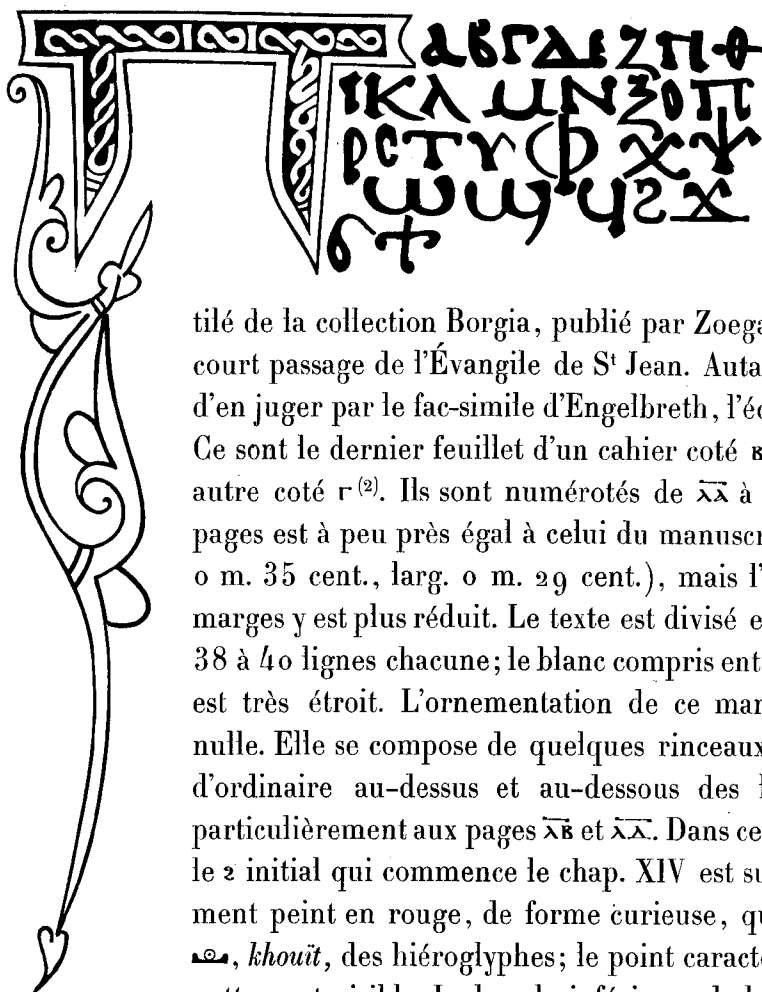 Ⲡ ⲁⲃⲅⲇⲉⲍⲏⲑ
ⲓⲕⲗⲙⲛⲝⲟⲡ
ⲣⲥⲧⲩⲫⲭⲯ
ⲱϣϥϩϫ
ϭϯ
tilé de la collection Borgia, publié par Zoega
court passage de l'Évangile de Sᵗ Jean. Auta
d'en juger par le fac-simile d'Engelbreth, l'éc
Ce sont le dernier feuillet d'un cahier coté ⲃ
autre coté ⲅ ⁽²⁾. Ils sont numérotés de ⲗ̅ⲁ̅ à
pages est à peu près égal à celui du manuscr
0 m. 35 cent., larg. 0 m. 29 cent.), mais l'
marges y est plus réduit. Le texte est divisé e
38 à 40 lignes chacune; le blanc compris ent
est très étroit. L'ornementation de ce mar
nulle. Elle se compose de quelques rinceaux
d'ordinaire au-dessus et au-dessous des l
particulièrement aux pages ⲗ̅ⲃ̅ et ⲗ̅ⲇ̅. Dans ce
le ϩ initial qui commence le chap. XIV est su
ment peint en rouge, de forme curieuse, qu
, khouït, des hiéroglyphes; le point caract